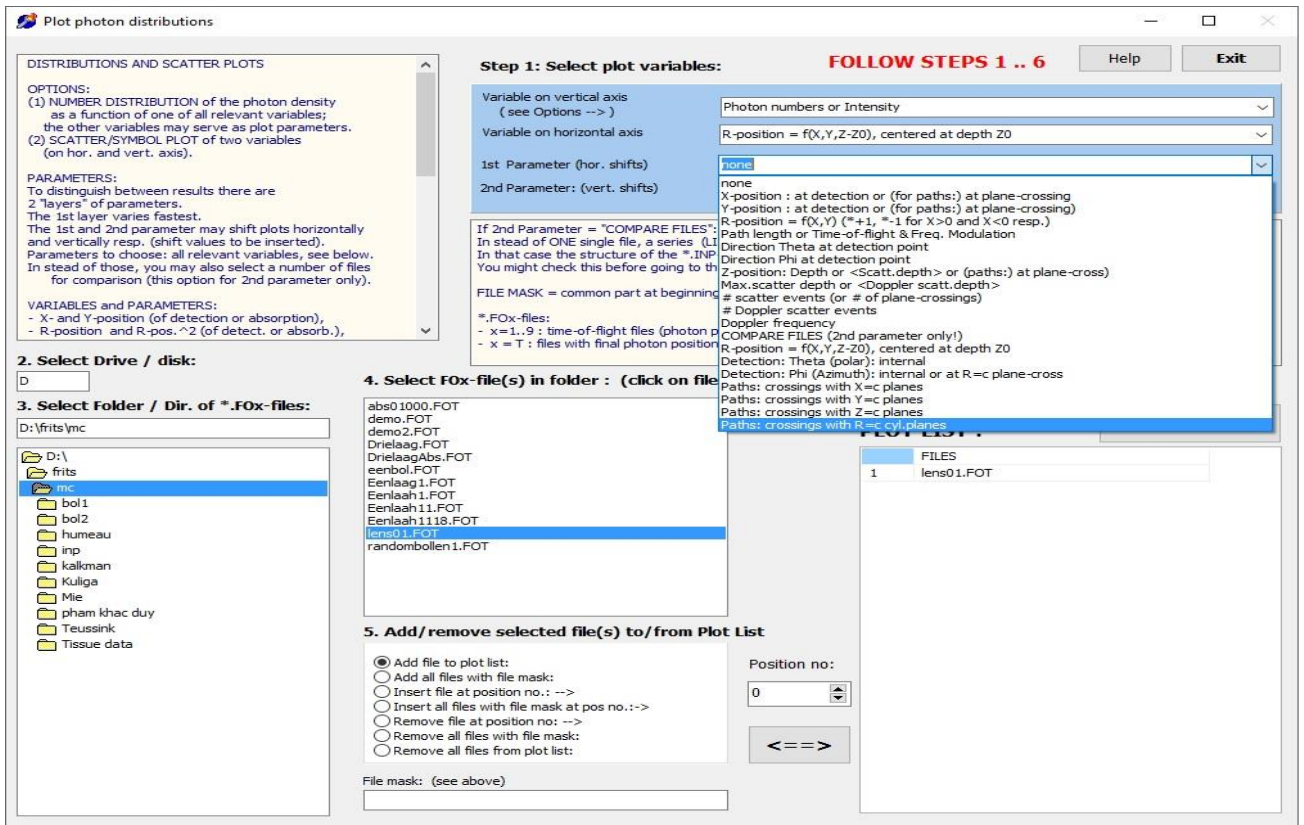 Plot photon distributions
DISTRIBUTIONS AND SCATTER PLOTS
OPTIONS:
(1) NUMBER DISTRIBUTION of the photon density
as a function of one of all relevant variables;
the other variables may serve as plot parameters.
(2) SCATTER/SYMBOL PLOT of two variables
(on hor. and vert. axis).
PARAMETERS:
To distinguish between results there are
2 "layers" of parameters.
The 1st layer varies fastest.
The 1st and 2nd parameter may shift plots horizontally
and vertically resp. (shift values to be inserted).
Parameters to choose: all relevant variables, see below.
In stead of those, you may also select a number of files
for comparison (this option for 2nd parameter only).
VARIABLES and PARAMETERS:
- X- and Y-position (of detection or absorption),
- R-position and R-pos.^2 (of detect. or absorb.),
Step 1: Select plot variables:
FOLLOW STEPS 1 .. 6
Help
Exit
Variable on vertical axis
( see Options --> )
Photon numbers or Intensity
Variable on horizontal axis
R-position = f(X,Y,Z-Z0), centered at depth Z0
1st Parameter (hor. shifts)
none
2nd Parameter: (vert. shifts)
none
X-position : at detection or (for paths:) at plane-crossing
Y-position : at detection or (for paths:) at plane-crossing)
R-position = f(X,Y) (*+1, *-1 for X>0 and X<0 resp.)
Path length or Time-of-flight & Freq. Modulation
Direction Theta at detection point
Direction Phi at detection point
Z-position: Depth or <Scatt.depth> or (paths:) at plane-cross)
Max.scatter depth or <Doppler scatt.depth>
# scatter events (or # of plane-crossings)
# Doppler scatter events
Doppler frequency
COMPARE FILES (2nd parameter only!)
R-position = f(X,Y,Z-Z0), centered at depth Z0
Detection: Theta (polar): internal
Detection: Phi (Azimuth): internal or at R=c plane-cross
Paths: crossings with X=c planes
Paths: crossings with Y=c planes
Paths: crossings with Z=c planes
Paths: crossings with R=c cyl.planes
If 2nd Parameter = "COMPARE FILES":
In stead of ONE single file, a series (LI
In that case the structure of the *.INP
You might check this before going to th
FILE MASK = common part at beginning
*.FOx-files:
- x=1..9 : time-of-flight files (photon p
- x = T : files with final photon position
2. Select Drive / disk:
D
3. Select Folder / Dir. of *.FOx-files:
D:\frits\mc
D:\
frits
mc
bol1
bol2
humeau
inp
kalkman
Kuliga
Mie
pham khac duy
Teussink
Tissue data
4. Select FOx-file(s) in folder : (click on file
abs01000.FOT
demo.FOT
demo2.FOT
Drielaag.FOT
DrielaagAbs.FOT
eenbol.FOT
Eenlaag1.FOT
Eenlaah1.FOT
Eenlaah11.FOT
Eenlaah1118.FOT
lens01.FOT
randombollen1.FOT
5. Add/remove selected file(s) to/from Plot List
Add file to plot list:
Add all files with file mask:
Insert file at position no.: -->
Insert all files with file mask at pos no.:->
Remove file at position no: -->
Remove all files with file mask:
Remove all files from plot list:
Position no:
0
<==>
File mask: (see above)
PLOT LIST :
FILES
1 lens01.FOT